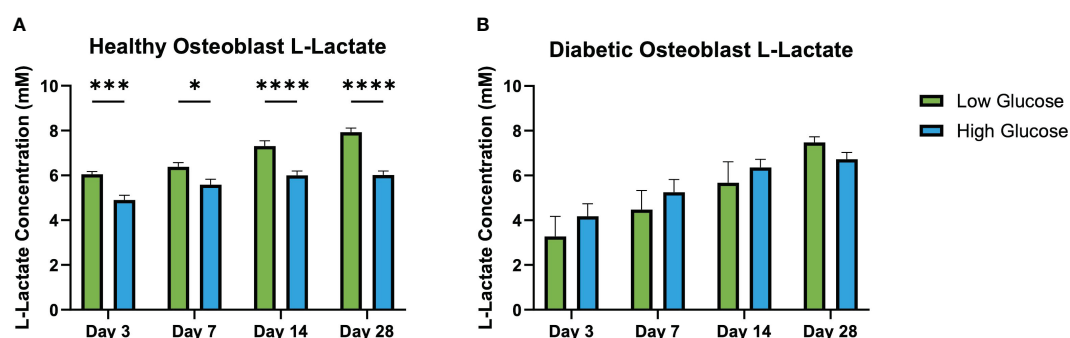 A
Healthy Osteoblast L-Lactate
L-Lactate Concentration (mM)
10
8
6
4
2
0
*** * **** ****
Day 3 Day 7 Day 14 Day 28
B
Diabetic Osteoblast L-Lactate
L-Lactate Concentration (mM)
10
8
6
4
2
0
Day 3 Day 7 Day 14 Day 28
Low Glucose
High Glucose